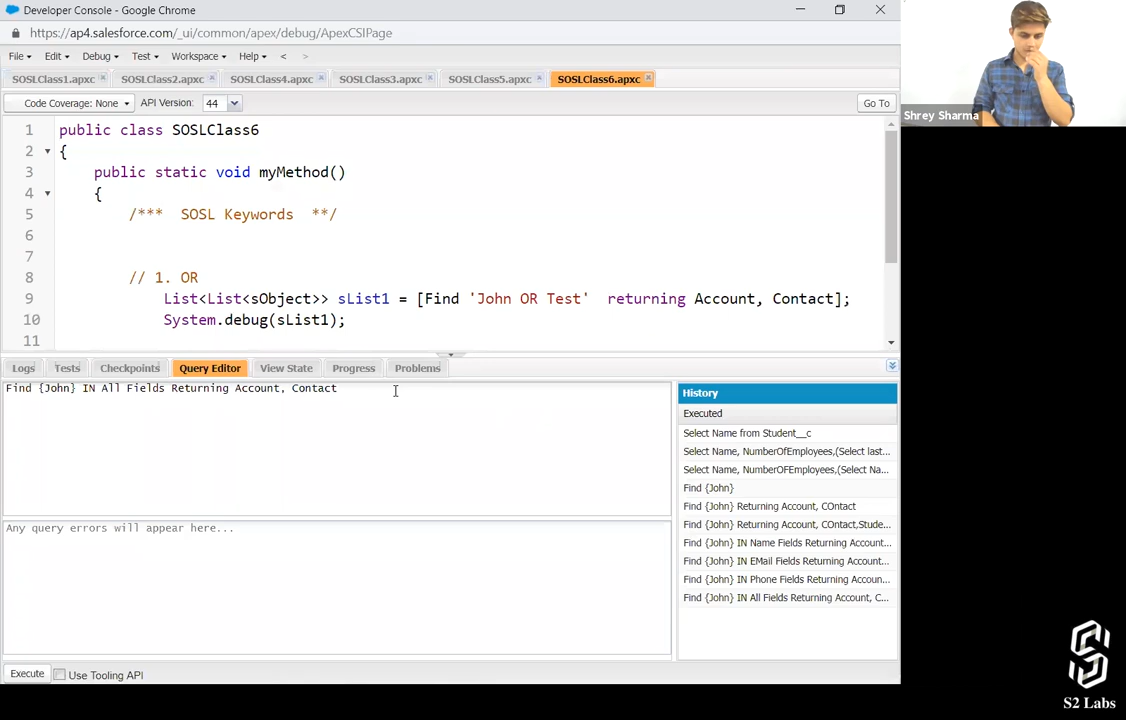 Developer Console - Google Chrome
https://ap4.salesforce.com/_ui/common/apex/debug/ApexCSIPage
File Edit Debug Test Workspace Help < >
SOSLClass1.apxc SOSLClass2.apxc SOSLClass4.apxc SOSLClass3.apxc SOSLClass5.apxc SOSLClass6.apxc
Code Coverage: None API Version: 44 Go To
1 public class SOSLClass6
2 {
3 public static void myMethod()
4 {
5 /*** SOSL Keywords **/
6
7
8 // 1. OR
9 List<List<sObject>> sList1 = [Find 'John OR Test' returning Account, Contact];
10 System.debug(sList1);
11
Logs Tests Checkpoints Query Editor View State Progress Problems
Find {John} IN All Fields Returning Account, Contact
Any query errors will appear here...
History
Executed
Select Name from Student__c
Select Name, NumberOfEmployees,(Select last...
Select Name, NumberOFEmployees,(Select Na...
Find {John}
Find {John} Returning Account, COntact
Find {John} Returning Account, COntact,Stude...
Find {John} IN Name Fields Returning Account...
Find {John} IN EMail Fields Returning Account...
Find {John} IN Phone Fields Returning Accoun...
Find {John} IN All Fields Returning Account, C...
Execute Use Tooling API
Shrey Sharma
S2 Labs